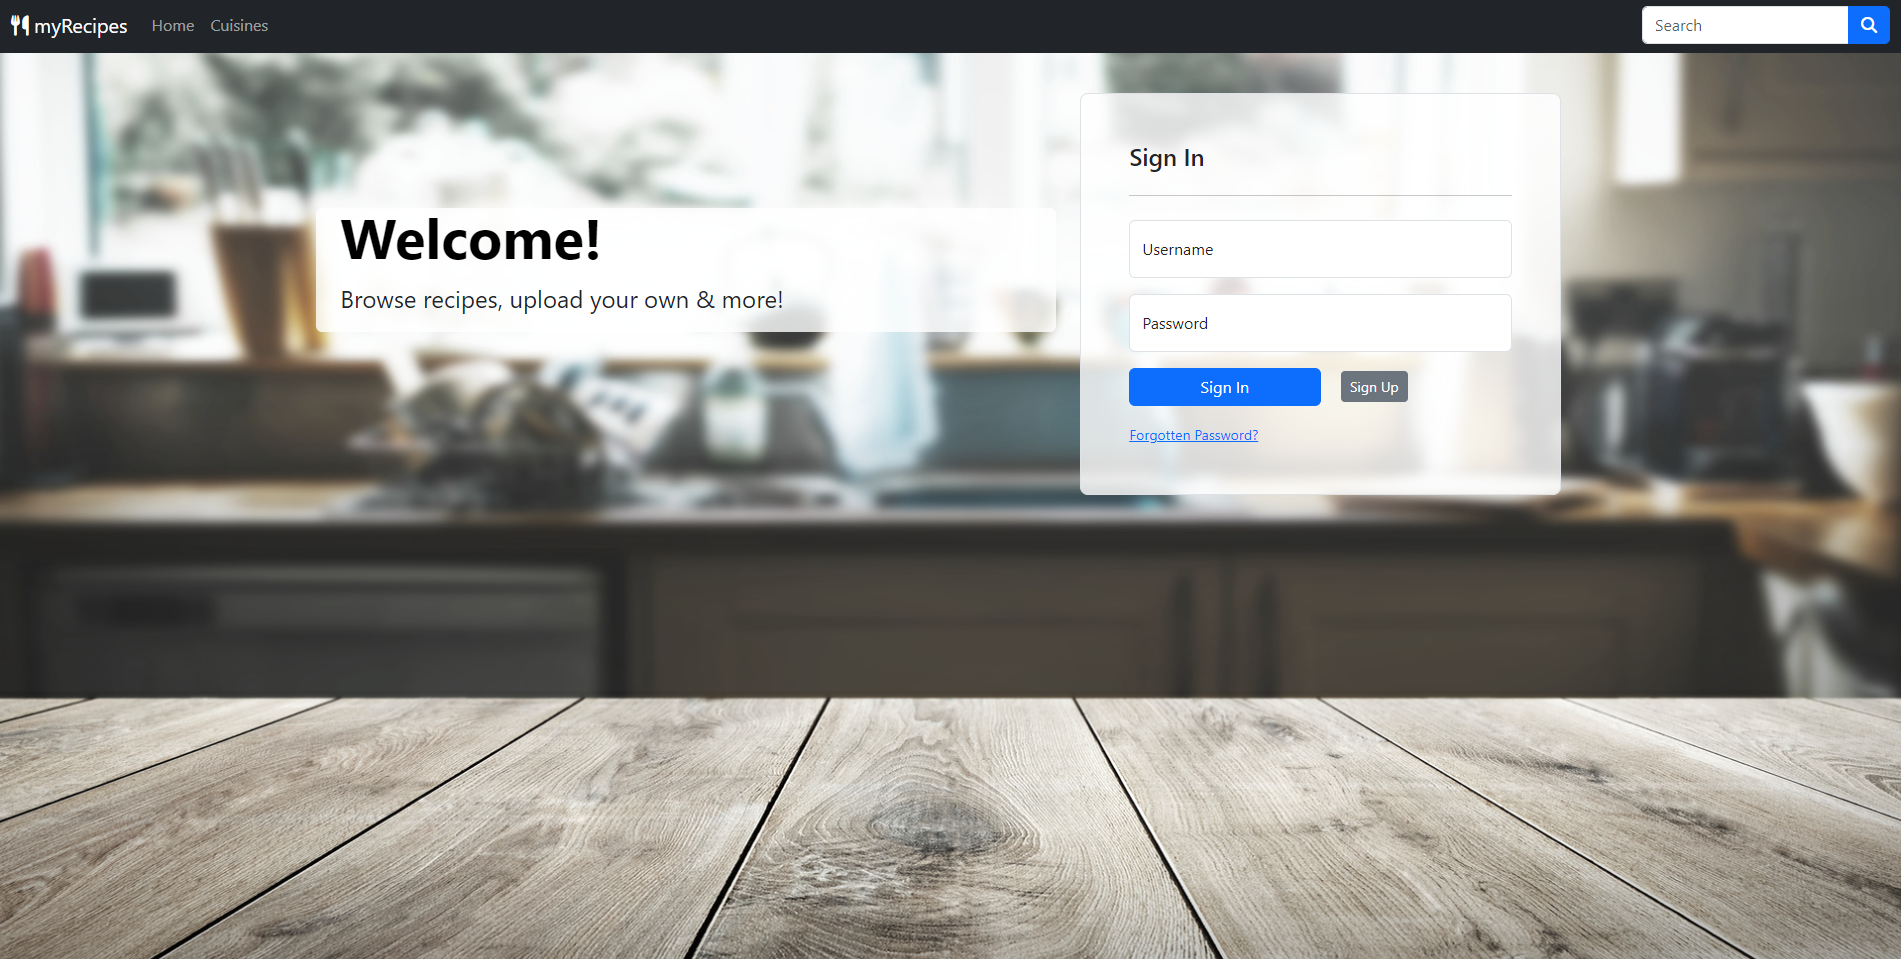 myRecipes Home Cuisines Search
Welcome!
Browse recipes, upload your own & more!
Sign In
Username
Password
Sign In Sign Up
Forgotten Password?